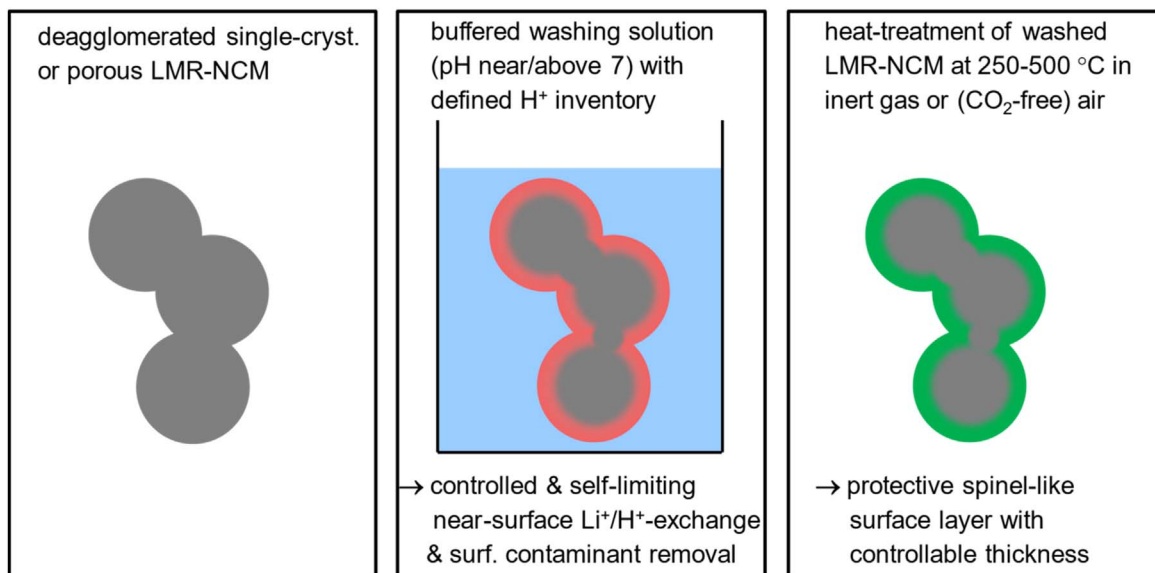 deagglomerated single-cryst.
or porous LMR-NCM
buffered washing solution
(pH near/above 7) with
defined H⁺ inventory
→ controlled & self-limiting
near-surface Li⁺/H⁺-exchange
& surf. contaminant removal
heat-treatment of washed
LMR-NCM at 250-500 °C in
inert gas or (CO₂-free) air
→ protective spinel-like
surface layer with
controllable thickness